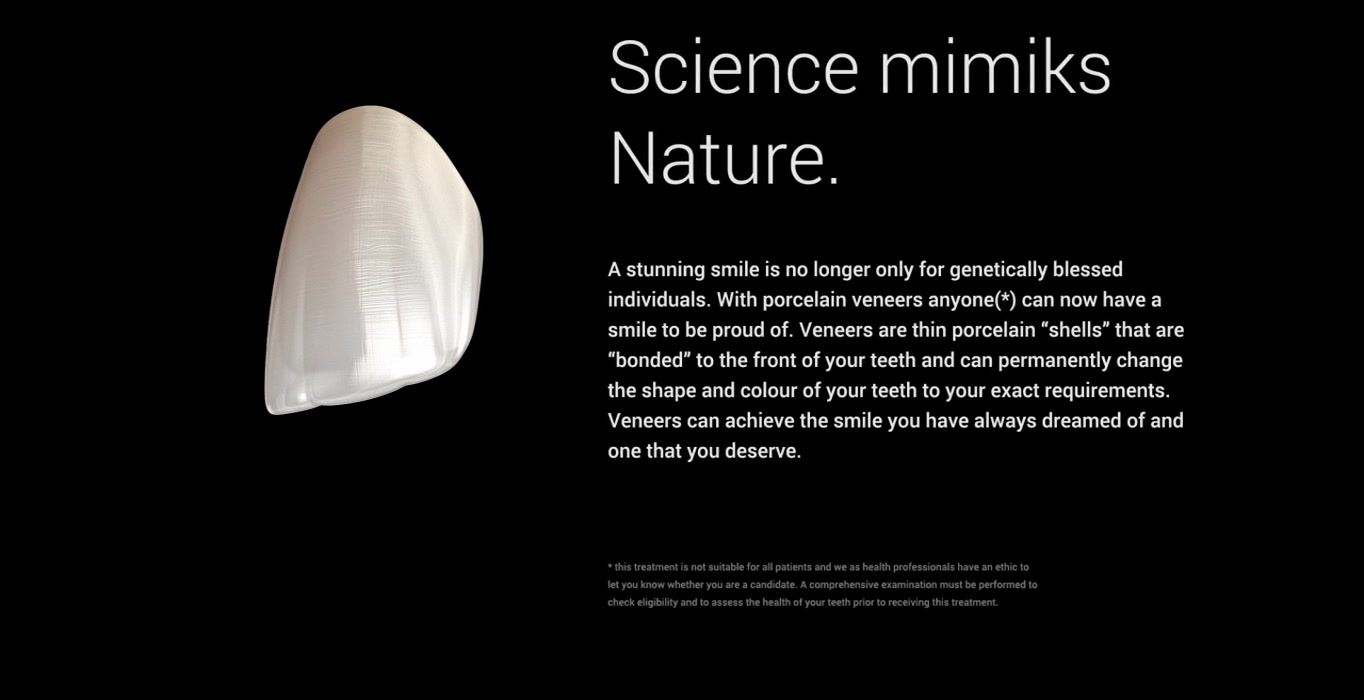 Science mimiks
Nature.
A stunning smile is no longer only for genetically blessed
individuals. With porcelain veneers anyone(*) can now have a
smile to be proud of. Veneers are thin porcelain “shells” that are
“bonded” to the front of your teeth and can permanently change
the shape and colour of your teeth to your exact requirements.
Veneers can achieve the smile you have always dreamed of and
one that you deserve.
* this treatment is not suitable for all patients and we as health professionals have an ethic to
let you know whether you are a candidate. A comprehensive examination must be performed to
check eligibility and to assess the health of your teeth prior to receiving this treatment.